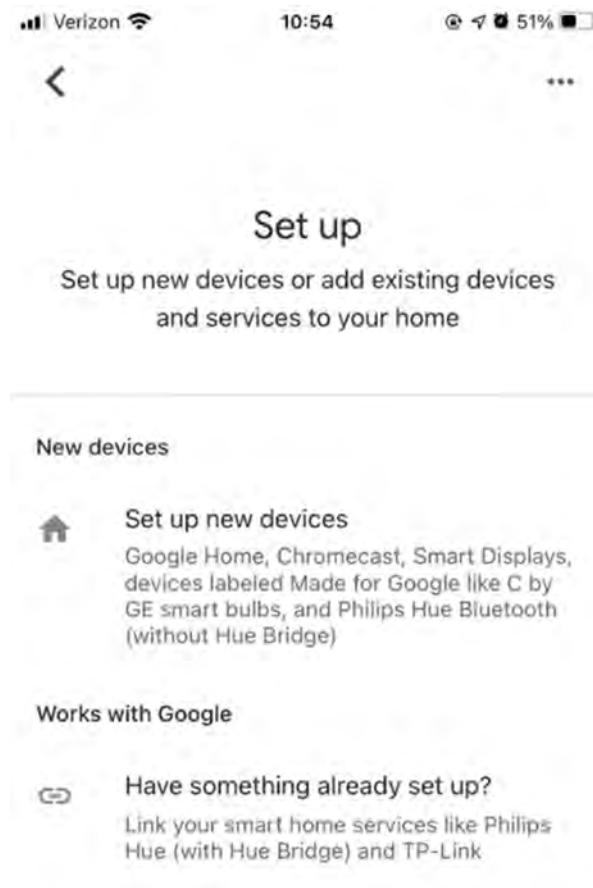 Verizon 10:54 51%
Set up
Set up new devices or add existing devices
and services to your home
New devices
Set up new devices
Google Home, Chromecast, Smart Displays,
devices labeled Made for Google like C by
GE smart bulbs, and Philips Hue Bluetooth
(without Hue Bridge)
Works with Google
Have something already set up?
Link your smart home services like Philips
Hue (with Hue Bridge) and TP-Link